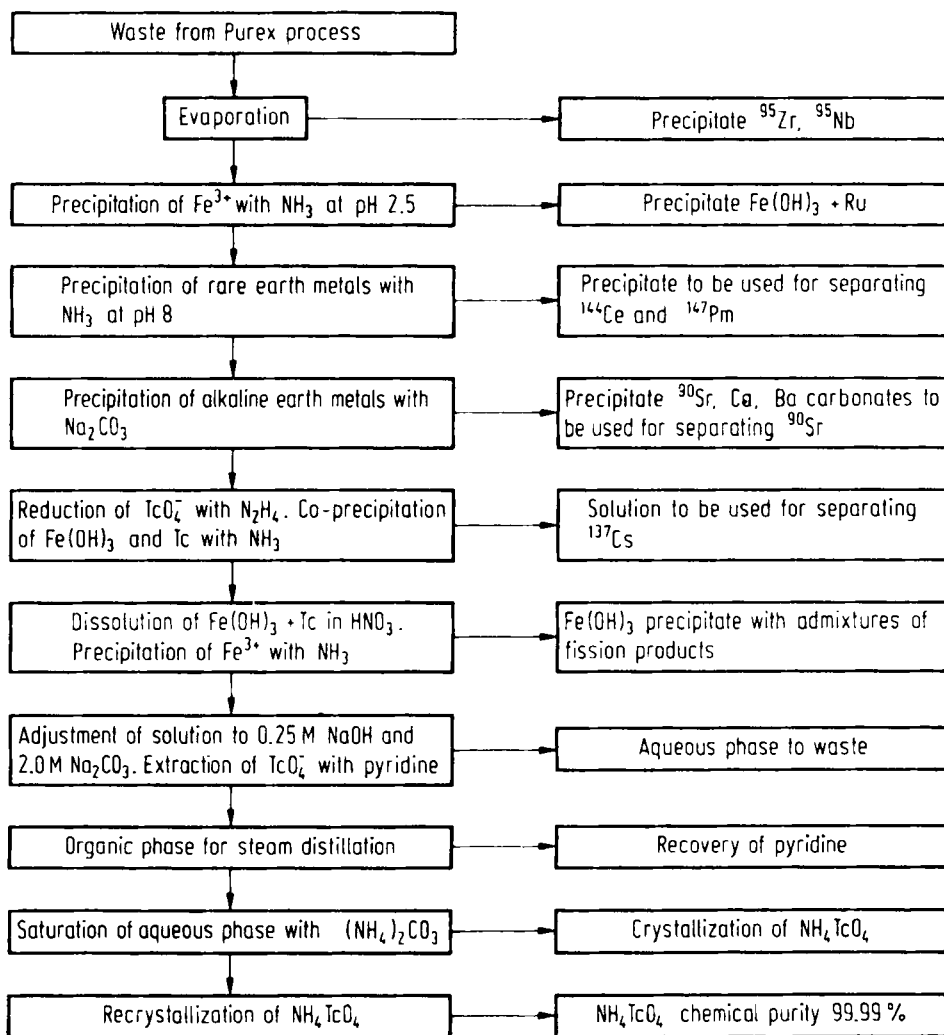 Waste from Purex process
Evaporation
Precipitate ⁹⁵Zr, ⁹⁵Nb
Precipitation of Fe³⁺ with NH₃ at pH 2.5
Precipitate Fe(OH)₃ + Ru
Precipitation of rare earth metals with
NH₃ at pH 8
Precipitate to be used for separating
¹⁴⁴Ce and ¹⁴⁷Pm
Precipitation of alkaline earth metals with
Na₂CO₃
Precipitate ⁹⁰Sr, Ca, Ba carbonates to
be used for separating ⁹⁰Sr
Reduction of TcO₄⁻ with N₂H₄. Co-precipitation
of Fe(OH)₃ and Tc with NH₃
Solution to be used for separating
¹³⁷Cs
Dissolution of Fe(OH)₃ + Tc in HNO₃.
Precipitation of Fe³⁺ with NH₃
Fe(OH)₃ precipitate with admixtures of
fission products
Adjustment of solution to 0.25 M NaOH and
2.0 M Na₂CO₃. Extraction of TcO₄⁻ with pyridine
Aqueous phase to waste
Organic phase for steam distillation
Recovery of pyridine
Saturation of aqueous phase with (NH₄)₂CO₃
Crystallization of NH₄TcO₄
Recrystallization of NH₄TcO₄
NH₄TcO₄ chemical purity 99.99 %